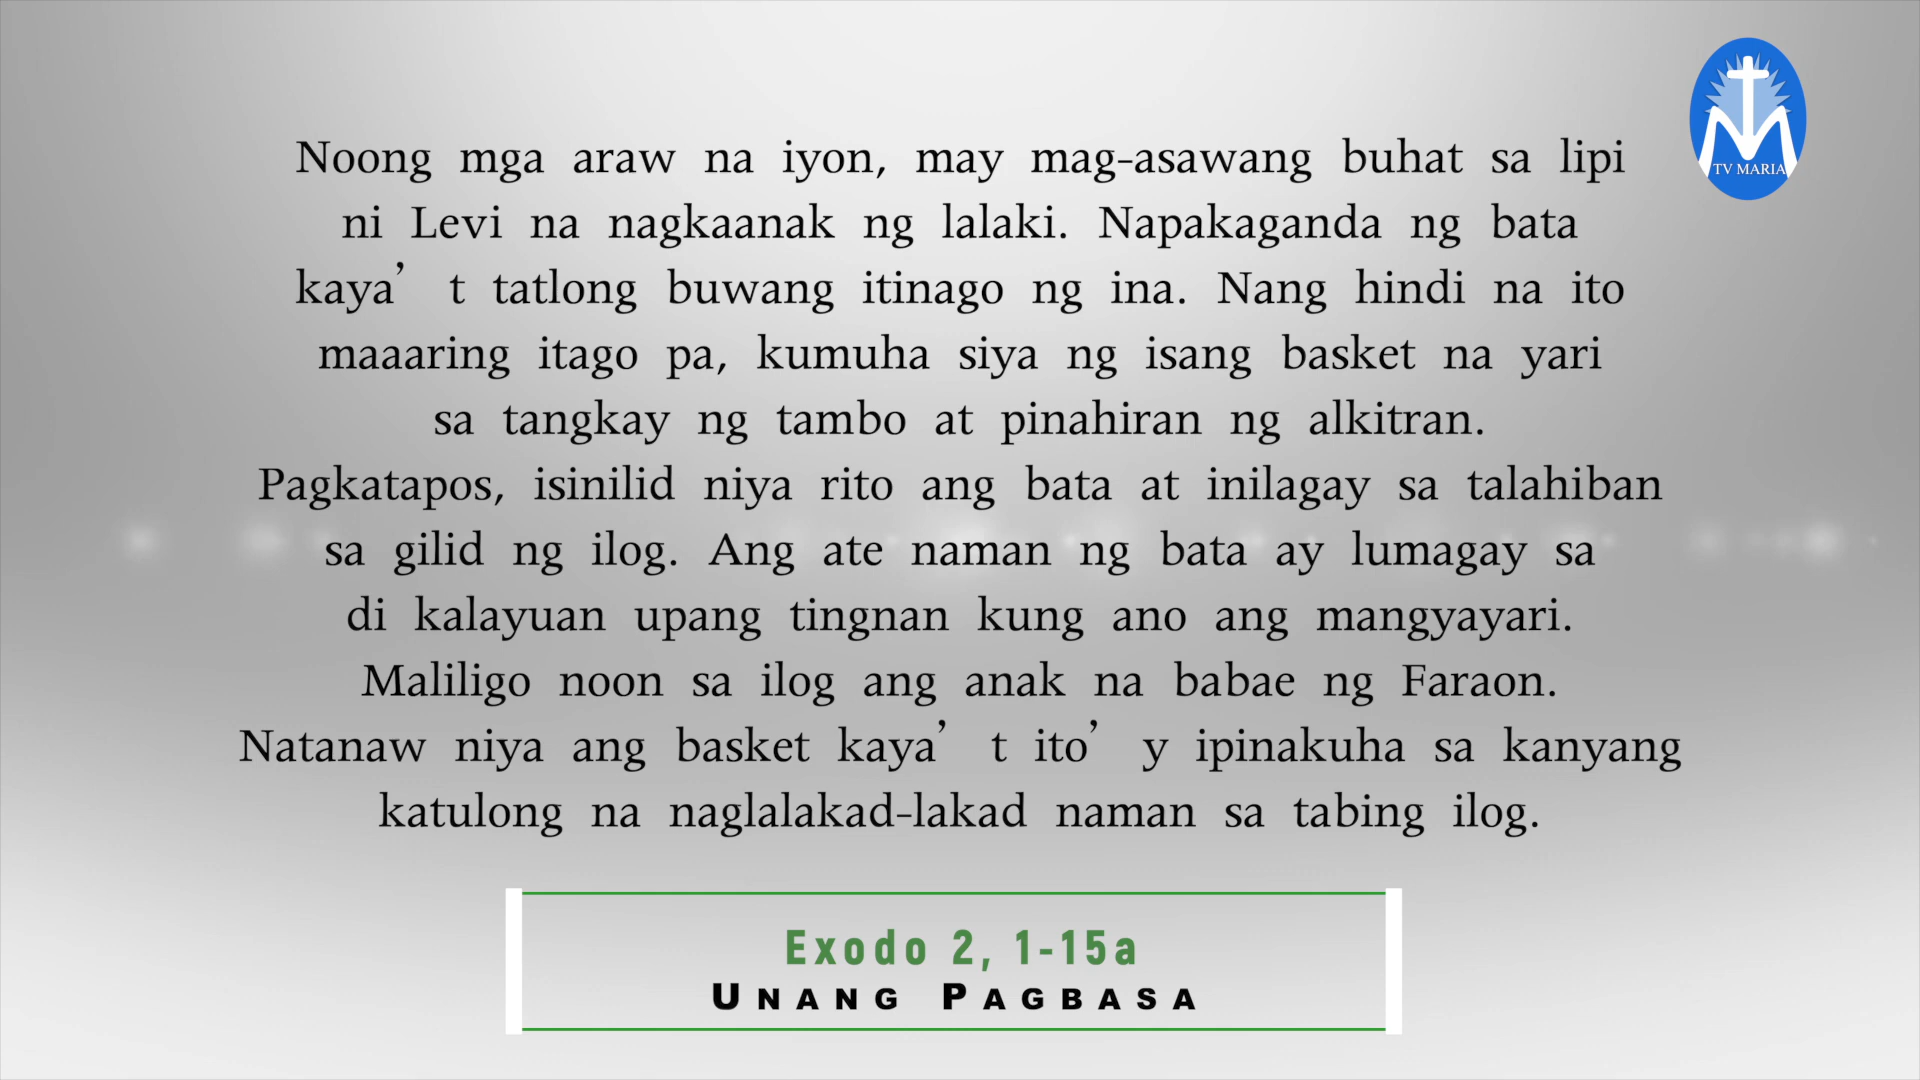 TV MARIA
Noong mga araw na iyon, may mag-asawang buhat sa lipi
ni Levi na nagkaanak ng lalaki. Napakaganda ng bata
kaya’ t tatlong buwang itinago ng ina. Nang hindi na ito
maaaring itago pa, kumuha siya ng isang basket na yari
sa tangkay ng tambo at pinahiran ng alkitran.
Pagkatapos, isinilid niya rito ang bata at inilagay sa talahiban
sa gilid ng ilog. Ang ate naman ng bata ay lumagay sa
di kalayuan upang tingnan kung ano ang mangyayari.
Maliligo noon sa ilog ang anak na babae ng Faraon.
Natanaw niya ang basket kaya’ t ito’ y ipinakuha sa kanyang
katulong na naglalakad-lakad naman sa tabing ilog.
Exodo 2, 1-15a
UNANG PAGBASA